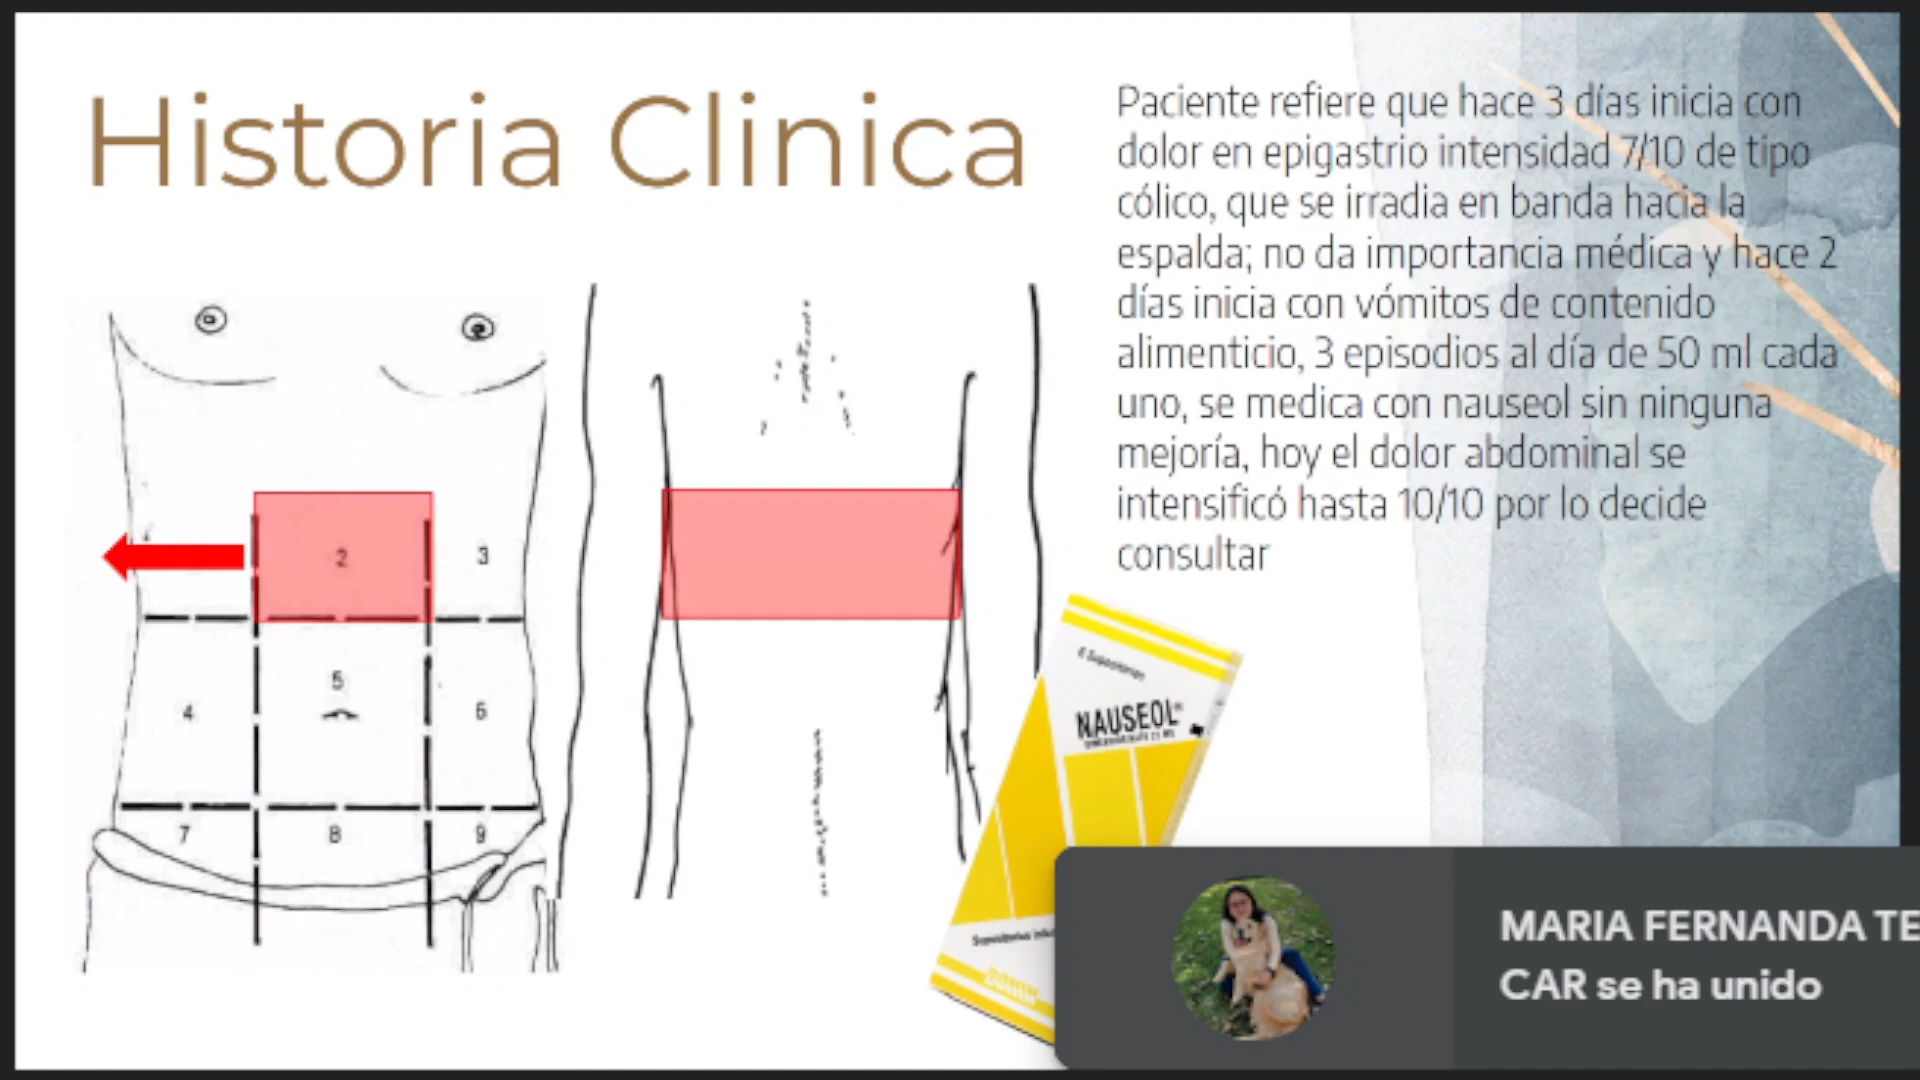 Historia Clinica
Paciente refiere que hace 3 días inicia con
dolor en epigastrio intensidad 7/10 de tipo
cólico, que se irradia en banda hacia la
espalda; no da importancia médica y hace 2
días inicia con vómitos de contenido
alimenticio, 3 episodios al día de 50 ml cada
uno, se medica con nauseol sin ninguna
mejoría, hoy el dolor abdominal se
intensificó hasta 10/10 por lo decide
consultar
2
3
4
5
6
7
8
9
6 Supositorios
NAUSEOL®
MARIA FERNANDA TE
CAR se ha unido